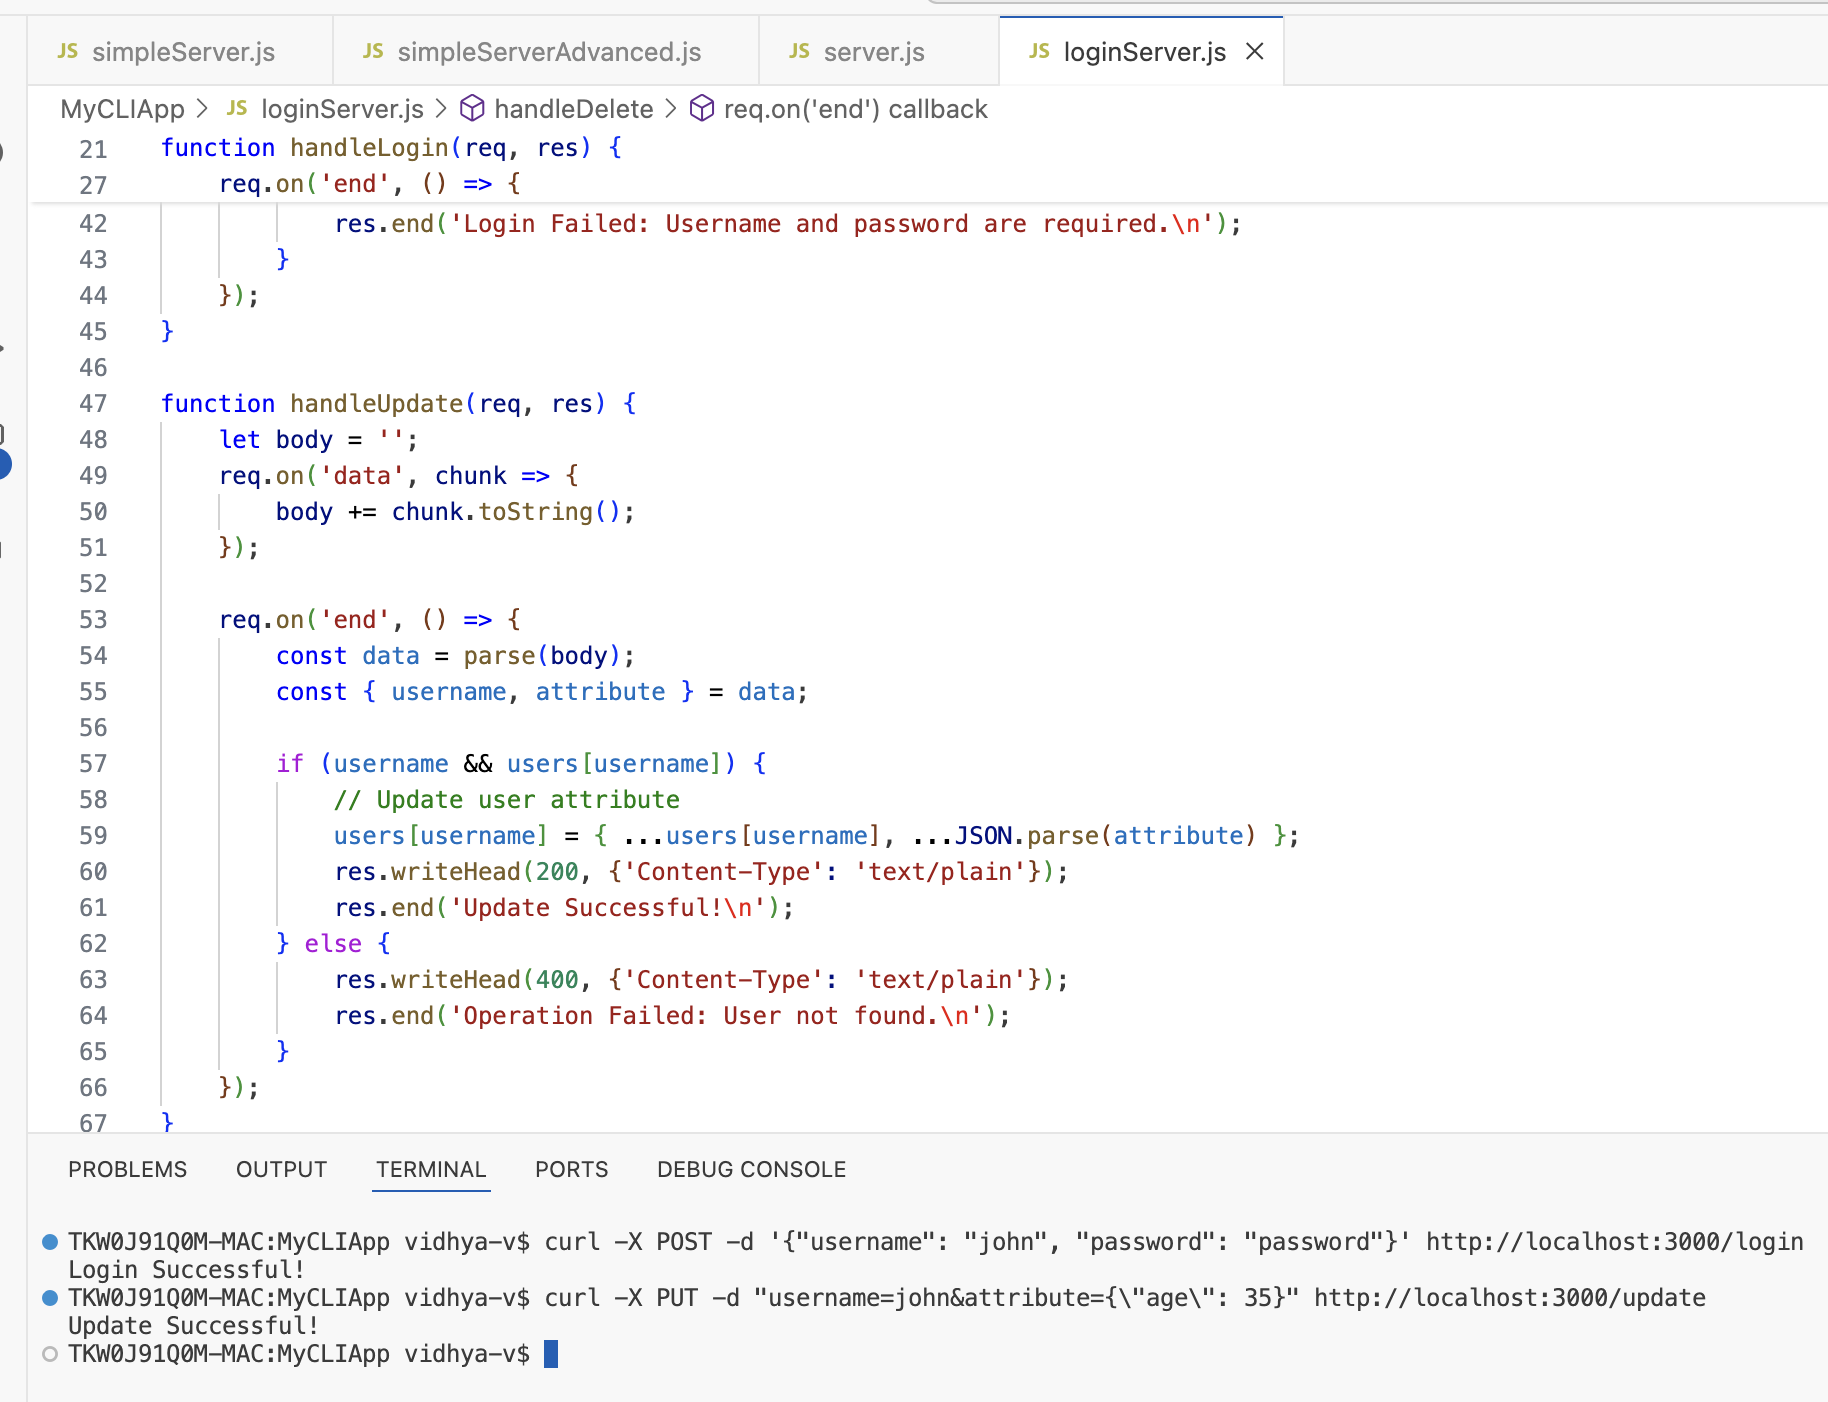 JS simpleServer.js JS simpleServerAdvanced.js JS server.js JS loginServer.js
MyCLIApp > JS loginServer.js > handleDelete > req.on('end') callback
21 function handleLogin(req, res) {
27 req.on('end', () => {
42 res.end('Login Failed: Username and password are required.\n');
43 }
44 });
45 }
46
47 function handleUpdate(req, res) {
48 let body = '';
49 req.on('data', chunk => {
50 body += chunk.toString();
51 });
52
53 req.on('end', () => {
54 const data = parse(body);
55 const { username, attribute } = data;
56
57 if (username && users[username]) {
58 // Update user attribute
59 users[username] = { ...users[username], ...JSON.parse(attribute) };
60 res.writeHead(200, {'Content-Type': 'text/plain'});
61 res.end('Update Successful!\n');
62 } else {
63 res.writeHead(400, {'Content-Type': 'text/plain'});
64 res.end('Operation Failed: User not found.\n');
65 }
66 });
67 }
PROBLEMS OUTPUT TERMINAL PORTS DEBUG CONSOLE
TKW0J91Q0M-MAC:MyCLIApp vidhya-v$ curl -X POST -d '{"username": "john", "password": "password"}' http://localhost:3000/login
Login Successful!
TKW0J91Q0M-MAC:MyCLIApp vidhya-v$ curl -X PUT -d "username=john&attribute={\"age\": 35}" http://localhost:3000/update
Update Successful!
TKW0J91Q0M-MAC:MyCLIApp vidhya-v$